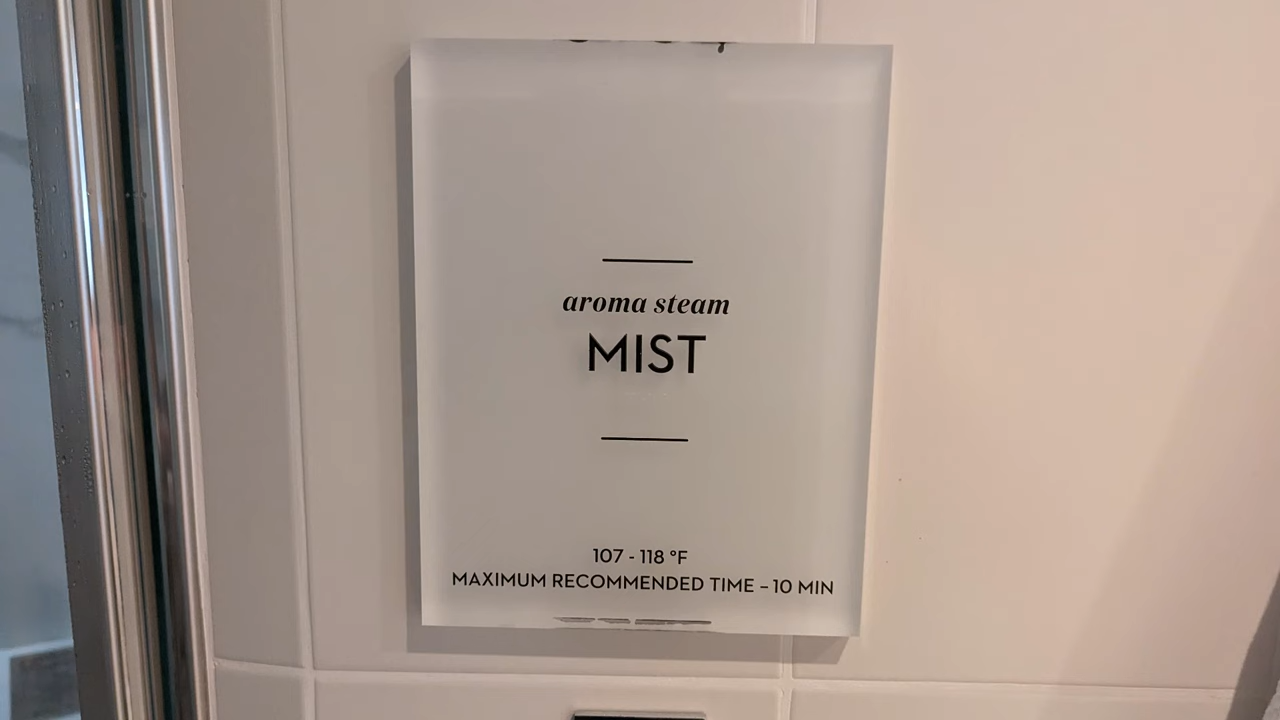 aroma steam
MIST
107 - 118 °F
MAXIMUM RECOMMENDED TIME – 10 MIN